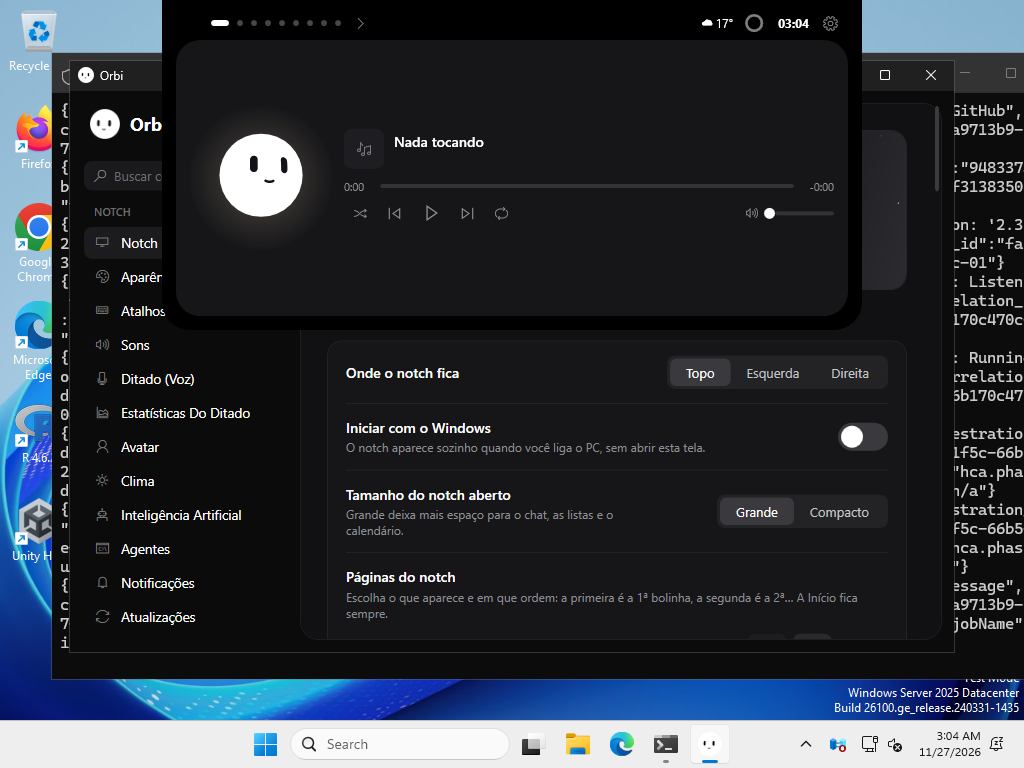 Recycle
Firefo
Google
Chrom
Micros
Edge
R 4.6.
Unity H
17°
03:04
Nada tocando
0:00
-0:00
Orbi
Orb
Buscar c
NOTCH
Notch
Aparên
Atalhos
Sons
Ditado (Voz)
Estatísticas Do Ditado
Avatar
Clima
Inteligência Artificial
Agentes
Notificações
Atualizações
Onde o notch fica
Topo
Esquerda
Direita
Iniciar com o Windows
O notch aparece sozinho quando você liga o PC, sem abrir esta tela.
Tamanho do notch aberto
Grande deixa mais espaço para o chat, as listas e o
calendário.
Grande
Compacto
Páginas do notch
Escolha o que aparece e em que ordem: a primeira é a 1ª bolinha, a segunda é a 2ª... A Início fica
sempre.
GitHub",
a9713b9-
:"948337
f3138350
on: '2.3
_id":"fa
c-01"}
: Listen
elation_
170c470c
: Runnin
rrelatio
6b170c47
estratio
1f5c-66b
"hca.pha
n/a"}
stration
f5c-66b5
hca.phas
"}
essage",
a9713b9-
jobName"
Windows Server 2025 Datacenter
Build 26100.ge_release.240331-1435
Search
3:04 AM
11/27/2026